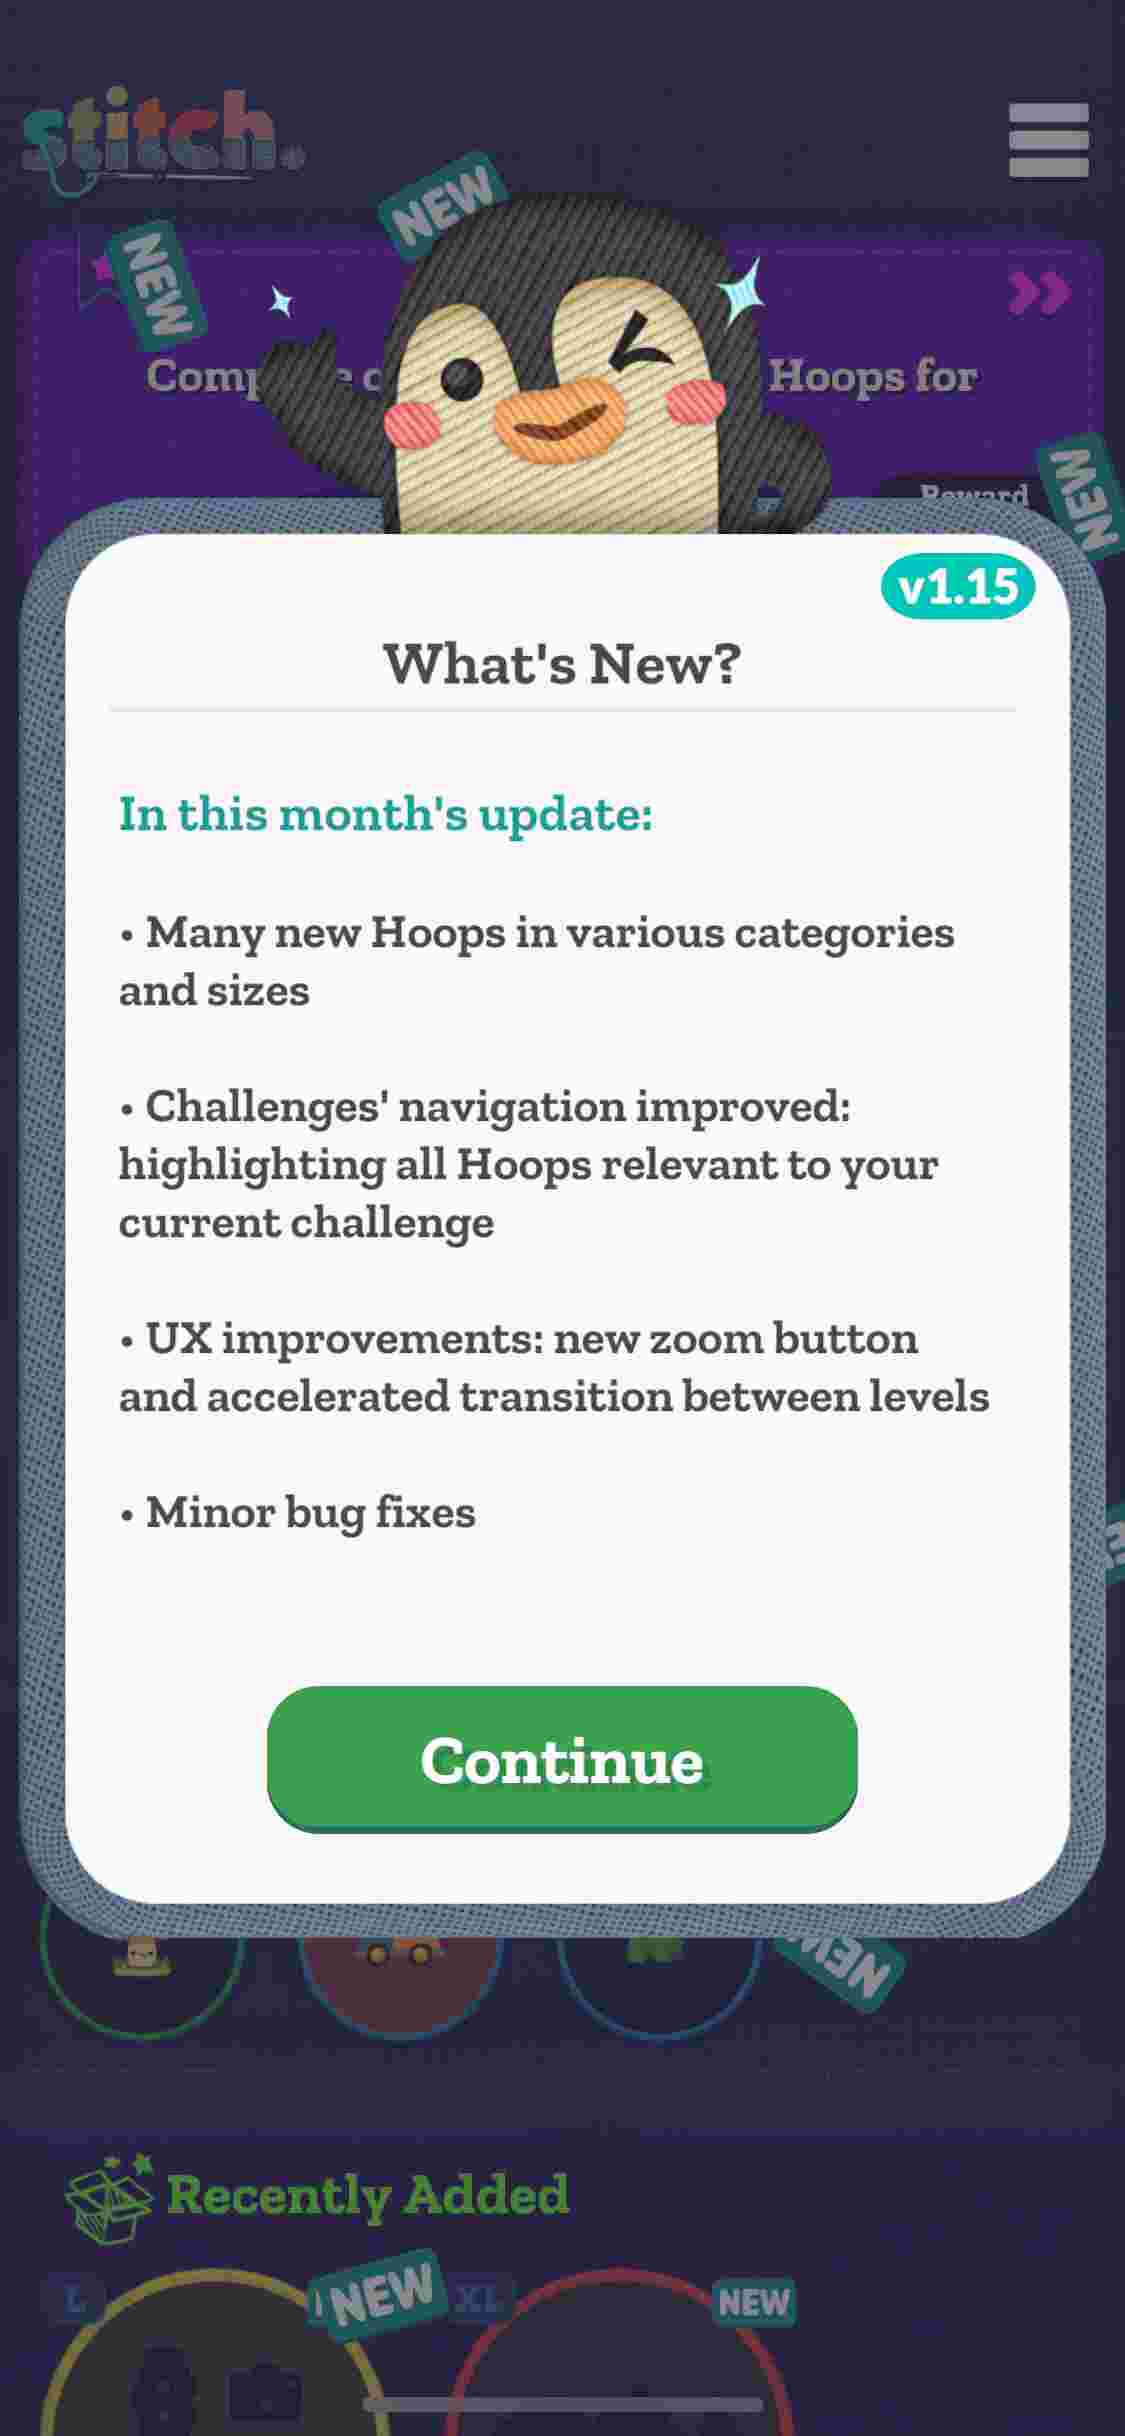 stitch.
NEW
NEW
Hoops for
NEW
Reward
v1.15
What's New?
In this month's update:
• Many new Hoops in various categories
and sizes
• Challenges' navigation improved:
highlighting all Hoops relevant to your
current challenge
• UX improvements: new zoom button
and accelerated transition between levels
• Minor bug fixes
Continue
NEW
Recently Added
L
NEW
XL
NEW